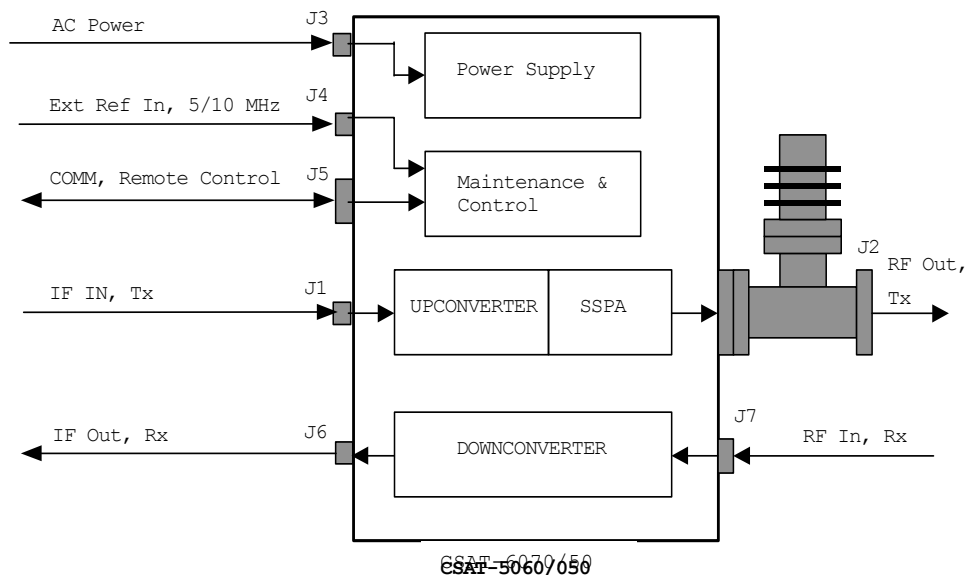 AC Power
J3
Power Supply
Ext Ref In, 5/10 MHz
J4
COMM, Remote Control
J5
Maintenance &
Control
J2
RF Out,
Tx
IF IN, Tx
J1
UPCONVERTER
SSPA
IF Out, Rx
J6
DOWNCONVERTER
J7
RF In, Rx
CSAT-5060/050